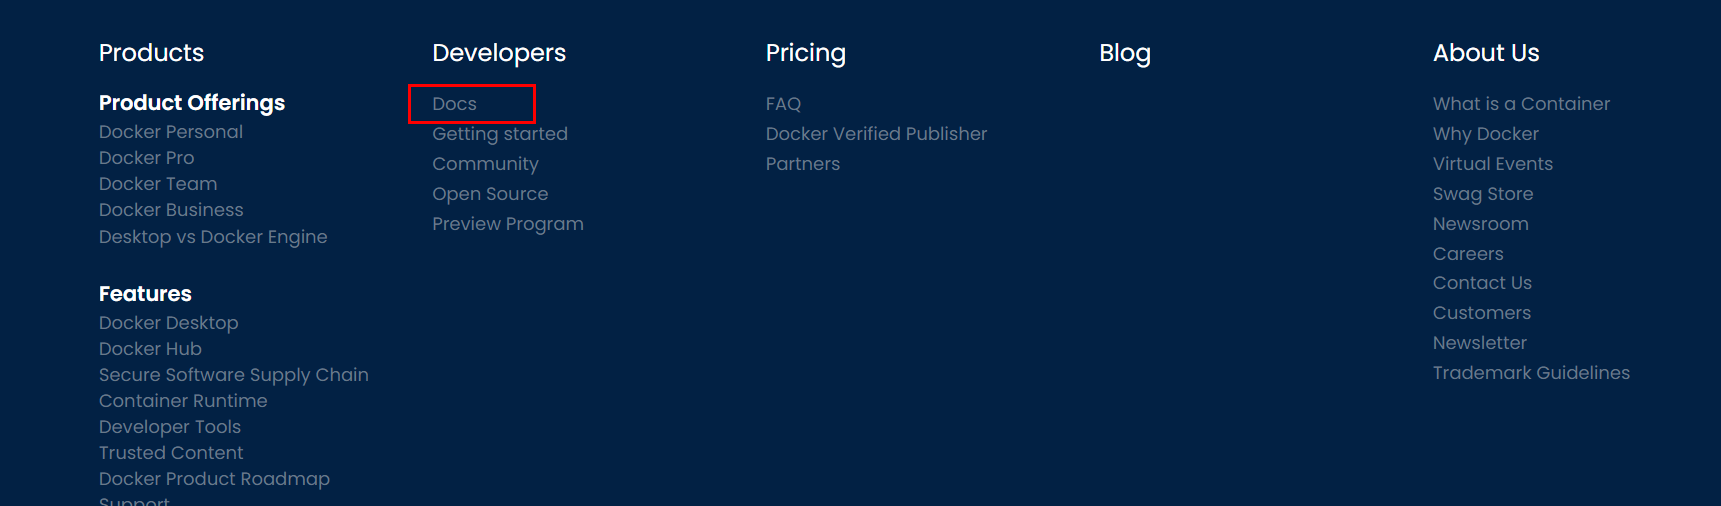 Products
Product Offerings
Docker Personal
Docker Pro
Docker Team
Docker Business
Desktop vs Docker Engine
Features
Docker Desktop
Docker Hub
Secure Software Supply Chain
Container Runtime
Developer Tools
Trusted Content
Docker Product Roadmap
Support
Developers
Docs
Getting started
Community
Open Source
Preview Program
Pricing
FAQ
Docker Verified Publisher
Partners
Blog
About Us
What is a Container
Why Docker
Virtual Events
Swag Store
Newsroom
Careers
Contact Us
Customers
Newsletter
Trademark Guidelines